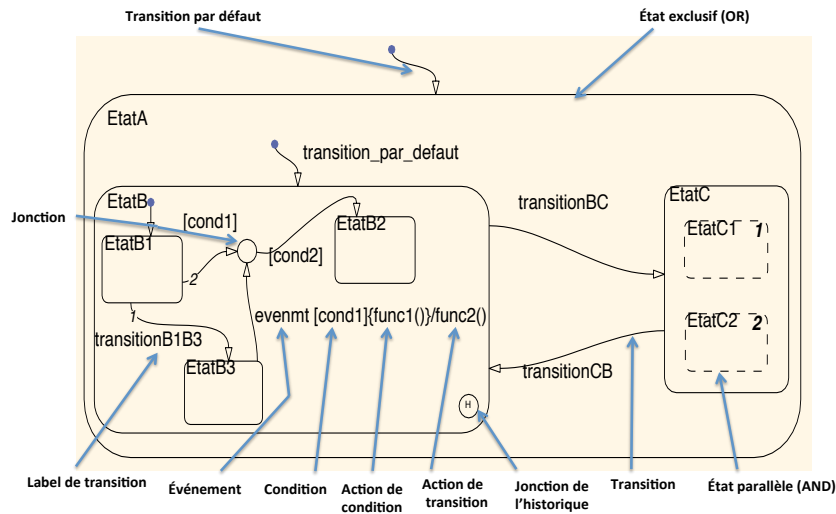 Transition par défaut
État exclusif (OR)
EtatA
transition_par_defaut
EtatB
EtatC
Jonction
[cond1]
EtatB2
transitionBC
EtatC1 1
EtatB1
[cond2]
2
1
evenmt [cond1]{func1()}/func2()
EtatC2 2
transitionB1B3
EtatB3
transitionCB
H
Label de transition
Événement
Condition
Action de
condition
Action de
transition
Jonction de
l'historique
Transition
État parallèle (AND)